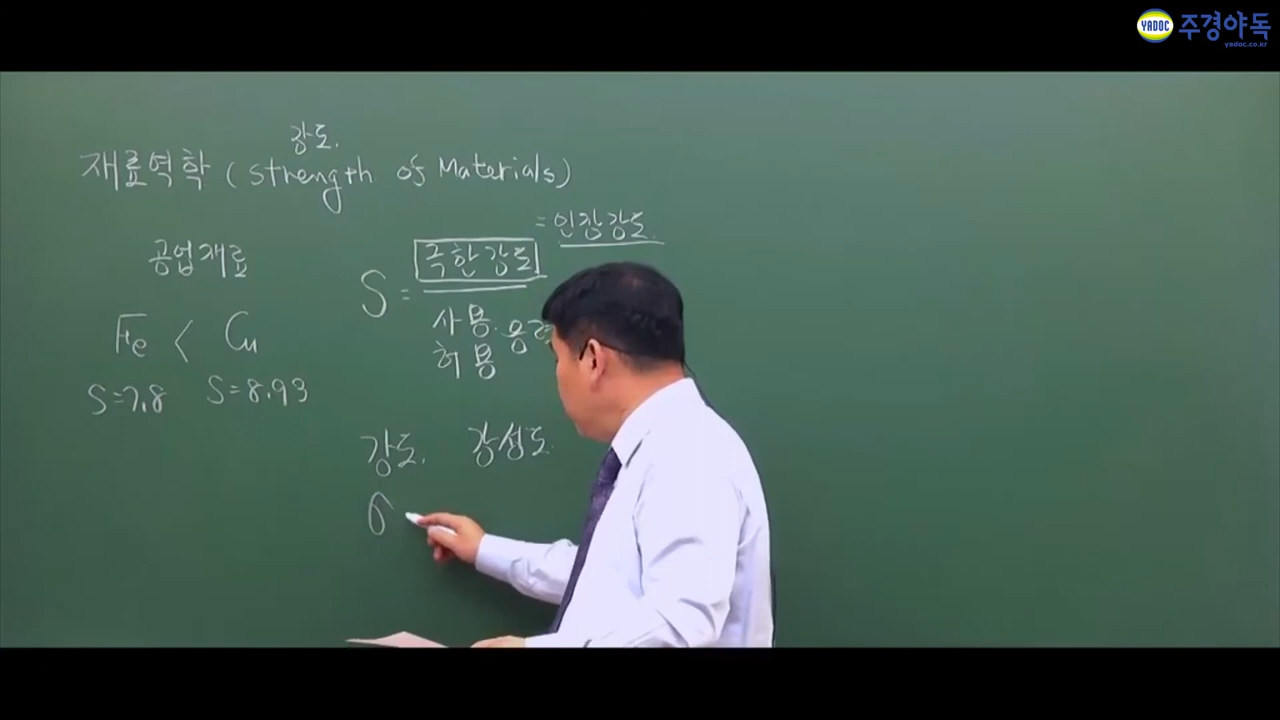 YADOC 주경야독
yadoc.co.kr
강도.
재료역학 (Strength of Materials)
= 인장강도.
공업재료
S = 극한강도
사용.
허용
Fe < Cu
S=7.8 S=8.93
강도. 강성도.
σ